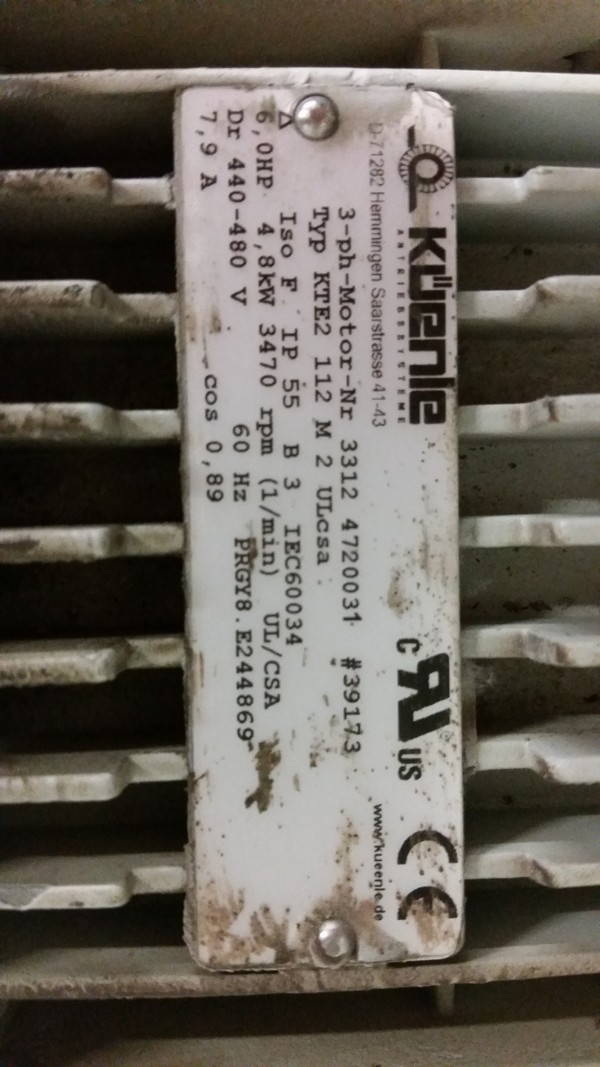 Küenle
ANTRIEBSSYSTEME
D-71282 Hemmingen Saarstrasse 41-43
www.kueenle.de
c RU US
CE
3-ph-Motor-Nr 3312 4720031 #39173
Typ KTE2 112 M 2 ULcsa
Iso F IP 55 B 3 IEC60034
Δ
6,0HP 4,8kW 3470 rpm (1/min) UL/CSA
Dr 440-480 V 60 Hz PRGY8.E244869
7,9 A cos 0,89